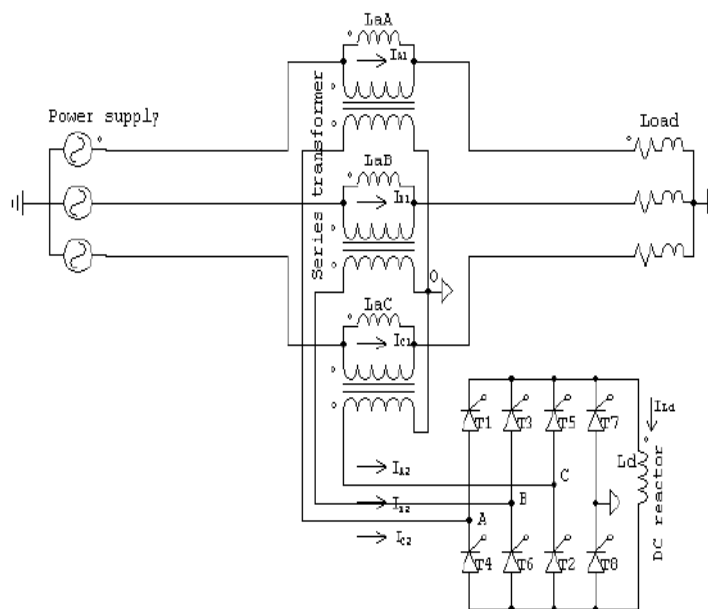 LaA
IA1
Power supply
Load
Series transformer
LaB
IB1
O
LaC
IC1
T1
T3
T5
T7
ILd
Ld
DC reactor
IA2
C
IB2
B
IC2
A
T4
T6
T2
T8